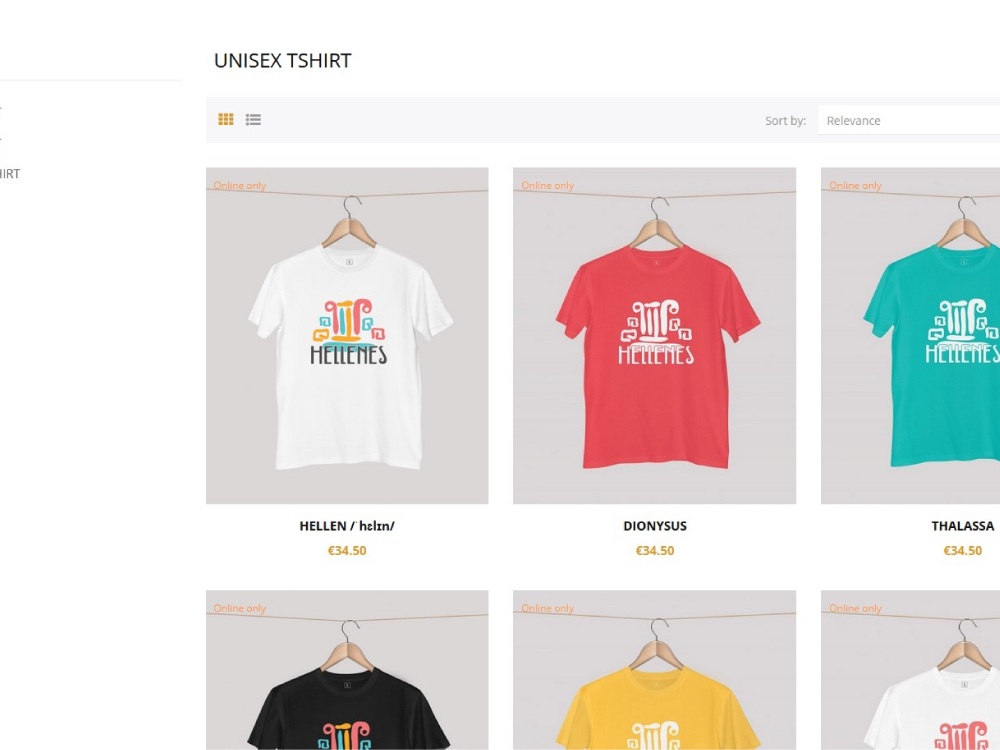 UNISEX TSHIRT
Sort by: Relevance
HIRT
Online only Online only Online only
HELLENES HELLENES HELLENES
HELLEN /ˈhɛlɪn/ DIONYSUS THALASSA
€34.50 €34.50 €34.50
Online only Online only Online only